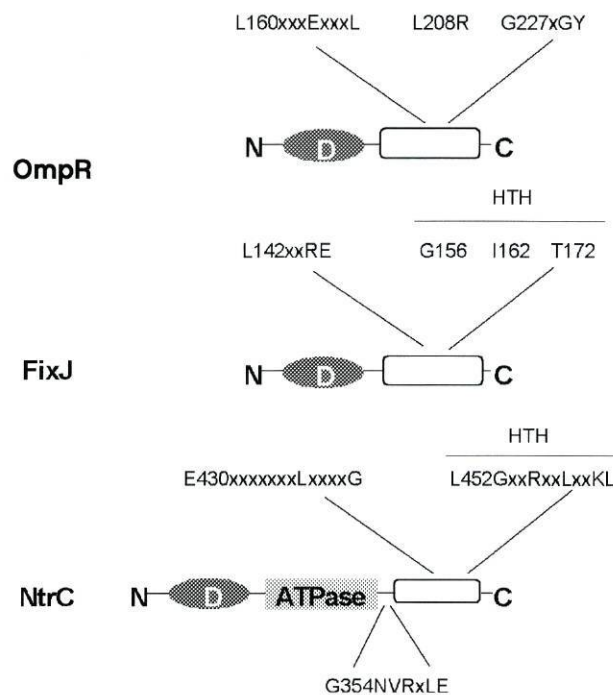 L160xxxExxxL L208R G227xGY
N D C
OmpR
HTH
L142xxRE G156 I162 T172
N D C
FixJ
HTH
E430xxxxxxxLxxxxG L452GxxRxxLxxKL
NtrC N D ATPase C
G354NVRxLE